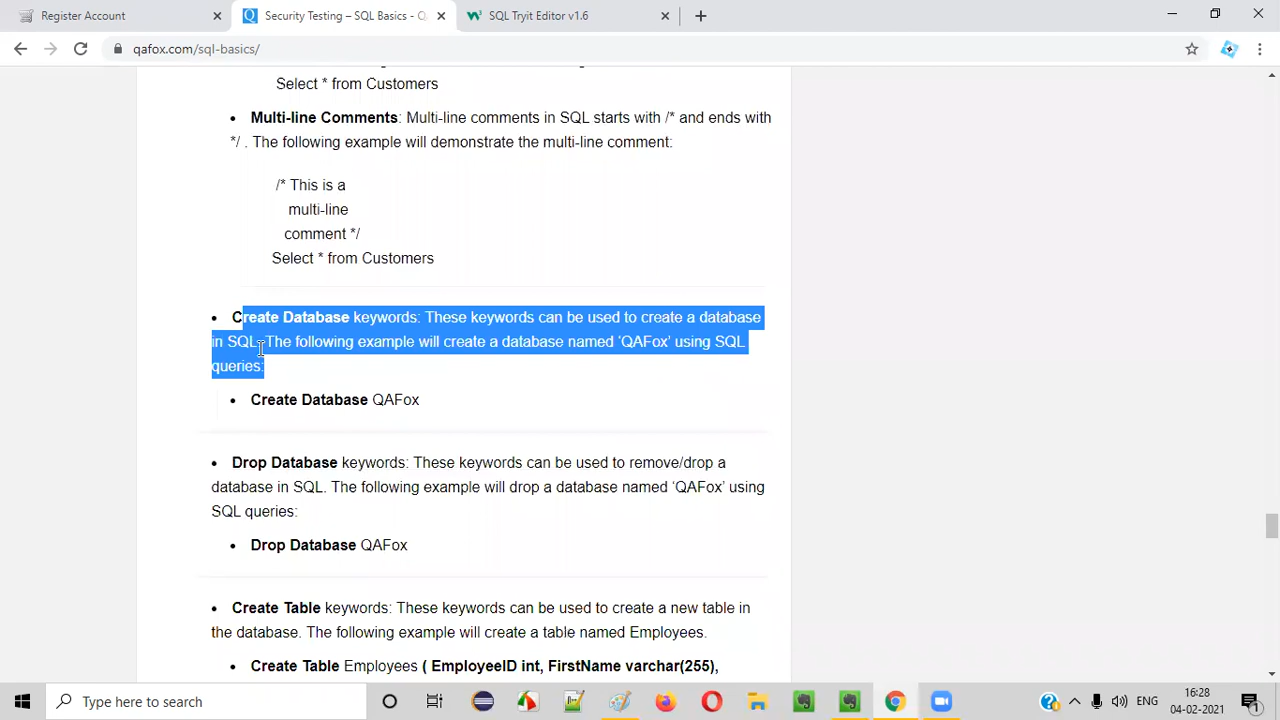 Register Account
Security Testing – SQL Basics - Q
SQL Tryit Editor v1.6
qafox.com/sql-basics/
Select * from Customers
• Multi-line Comments: Multi-line comments in SQL starts with /* and ends with
*/ . The following example will demonstrate the multi-line comment:
/* This is a
multi-line
comment */
Select * from Customers
• Create Database keywords: These keywords can be used to create a database
in SQL. The following example will create a database named ‘QAFox’ using SQL
queries:
• Create Database QAFox
• Drop Database keywords: These keywords can be used to remove/drop a
database in SQL. The following example will drop a database named ‘QAFox’ using
SQL queries:
• Drop Database QAFox
• Create Table keywords: These keywords can be used to create a new table in
the database. The following example will create a table named Employees.
• Create Table Employees ( EmployeeID int, FirstName varchar(255),
Type here to search
ENG
16:28
04-02-2021